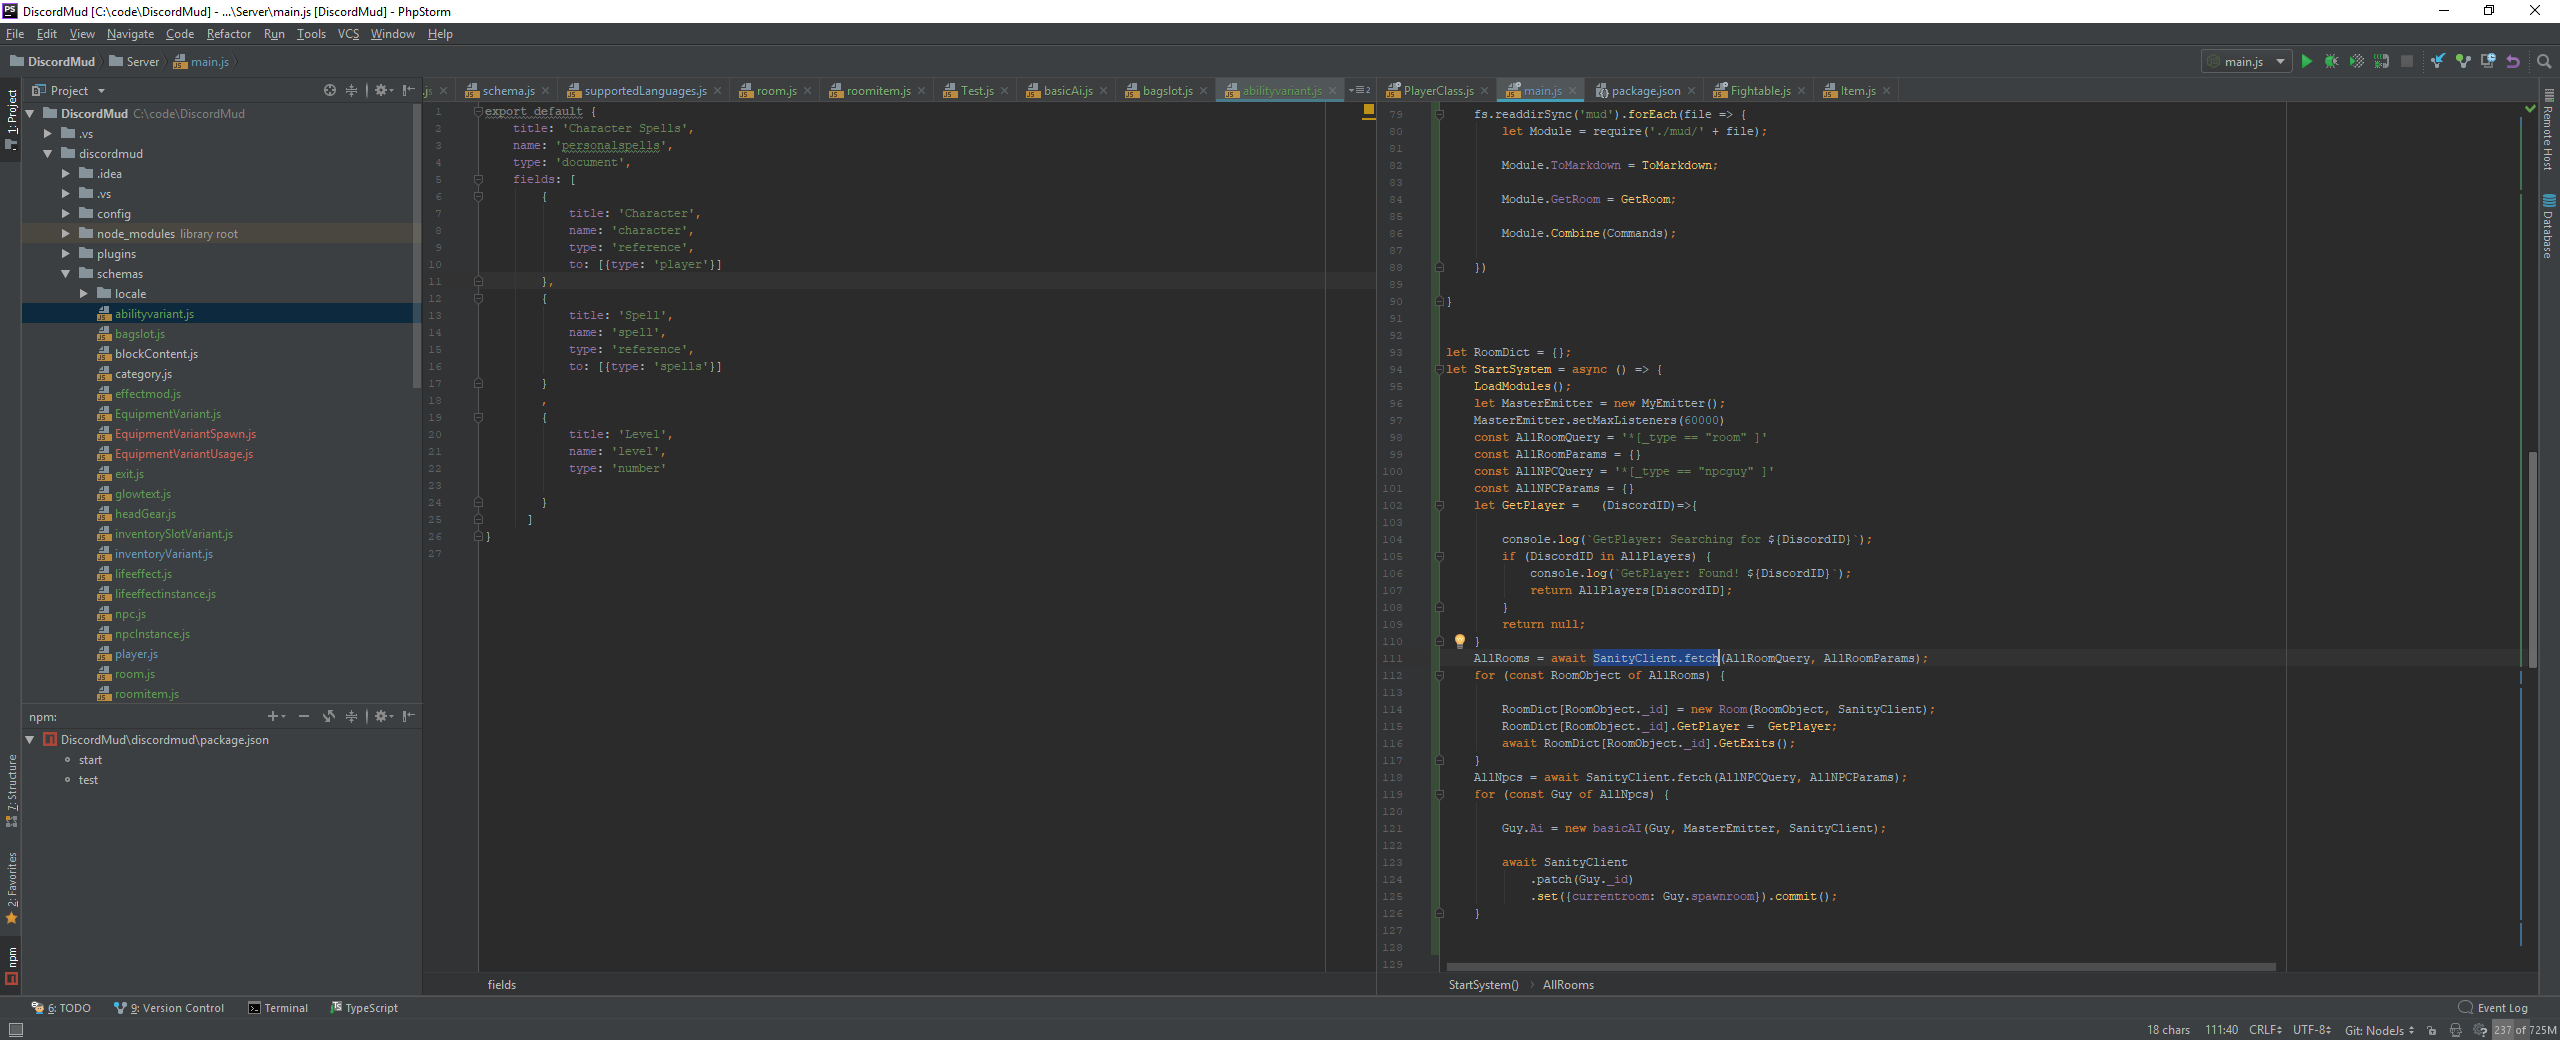 DiscordMud [C:\code\DiscordMud] - ...\Server\main.js [DiscordMud] - PhpStorm
File Edit View Navigate Code Refactor Run Tools VCS Window Help
DiscordMud Server main.js
main.js
Project
schema.js supportedLanguages.js room.js roomitem.js Test.js basicAi.js bagslot.js abilityvariant.js
PlayerClass.js main.js package.json Fightable.js Item.js
1: Project
7: Structure
2: Favorites
npm
DiscordMud C:\code\DiscordMud
.vs
discordmud
.idea
.vs
config
node_modules library root
plugins
schemas
locale
abilityvariant.js
bagslot.js
blockContent.js
category.js
effectmod.js
EquipmentVariant.js
EquipmentVariantSpawn.js
EquipmentVariantUsage.js
exit.js
glowtext.js
headGear.js
inventorySlotVariant.js
inventoryVariant.js
lifeeffect.js
lifeeffectinstance.js
npc.js
npcInstance.js
player.js
room.js
roomitem.js
npm:
DiscordMud\discordmud\package.json
start
test
1 export default {
2 title: 'Character Spells',
3 name: 'personalspells',
4 type: 'document',
5 fields: [
6 {
7 title: 'Character',
8 name: 'character',
9 type: 'reference',
10 to: [{type: 'player'}]
11 },
12 {
13 title: 'Spell',
14 name: 'spell',
15 type: 'reference',
16 to: [{type: 'spells'}]
17 }
18 ,
19 {
20 title: 'Level',
21 name: 'level',
22 type: 'number'
23
24 }
25 ]
26 }
27
fields
79 fs.readdirSync('mud').forEach(file => {
80 let Module = require('./mud/' + file);
81
82 Module.ToMarkdown = ToMarkdown;
83
84 Module.GetRoom = GetRoom;
85
86 Module.Combine(Commands);
87
88 })
89
90 }
91
92
93 let RoomDict = {};
94 let StartSystem = async () => {
95 LoadModules();
96 let MasterEmitter = new MyEmitter();
97 MasterEmitter.setMaxListeners(60000)
98 const AllRoomQuery = '*[_type == "room" ]'
99 const AllRoomParams = {}
100 const AllNPCQuery = '*[_type == "npcguy" ]'
101 const AllNPCParams = {}
102 let GetPlayer = (DiscordID)=>{
103
104 console.log(`GetPlayer: Searching for ${DiscordID}`);
105 if (DiscordID in AllPlayers) {
106 console.log(`GetPlayer: Found! ${DiscordID}`);
107 return AllPlayers[DiscordID];
108 }
109 return null;
110 }
111 AllRooms = await SanityClient.fetch(AllRoomQuery, AllRoomParams);
112 for (const RoomObject of AllRooms) {
113
114 RoomDict[RoomObject._id] = new Room(RoomObject, SanityClient);
115 RoomDict[RoomObject._id].GetPlayer = GetPlayer;
116 await RoomDict[RoomObject._id].GetExits();
117 }
118 AllNpcs = await SanityClient.fetch(AllNPCQuery, AllNPCParams);
119 for (const Guy of AllNpcs) {
120
121 Guy.Ai = new basicAI(Guy, MasterEmitter, SanityClient);
122
123 await SanityClient
124 .patch(Guy._id)
125 .set({currentroom: Guy.spawnroom}).commit();
126 }
127
128
129
StartSystem() AllRooms
Remote Host
Database
6: TODO 9: Version Control Terminal TypeScript
Event Log
18 chars 111:40 CRLF UTF-8 Git: NodeJs 237 of 725M